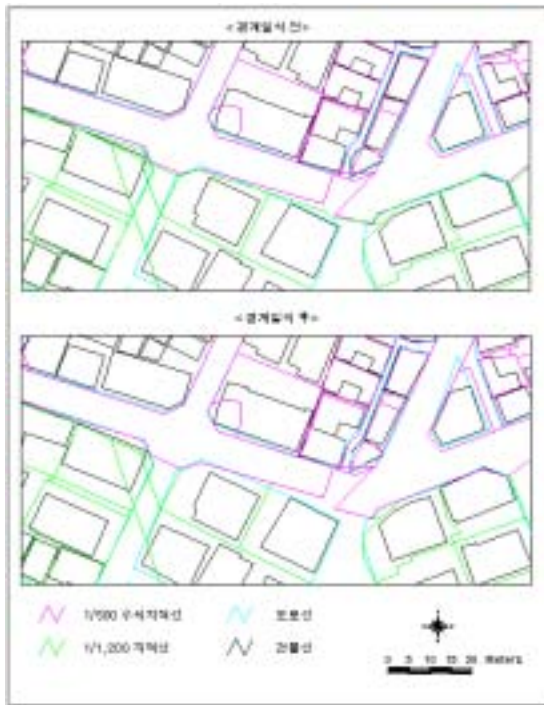 <경계일치 전>
<경계일치 후>
1/500 수치지적선
도로선
1/1,200 지적선
건물선
0 5 10 15 20 Meters